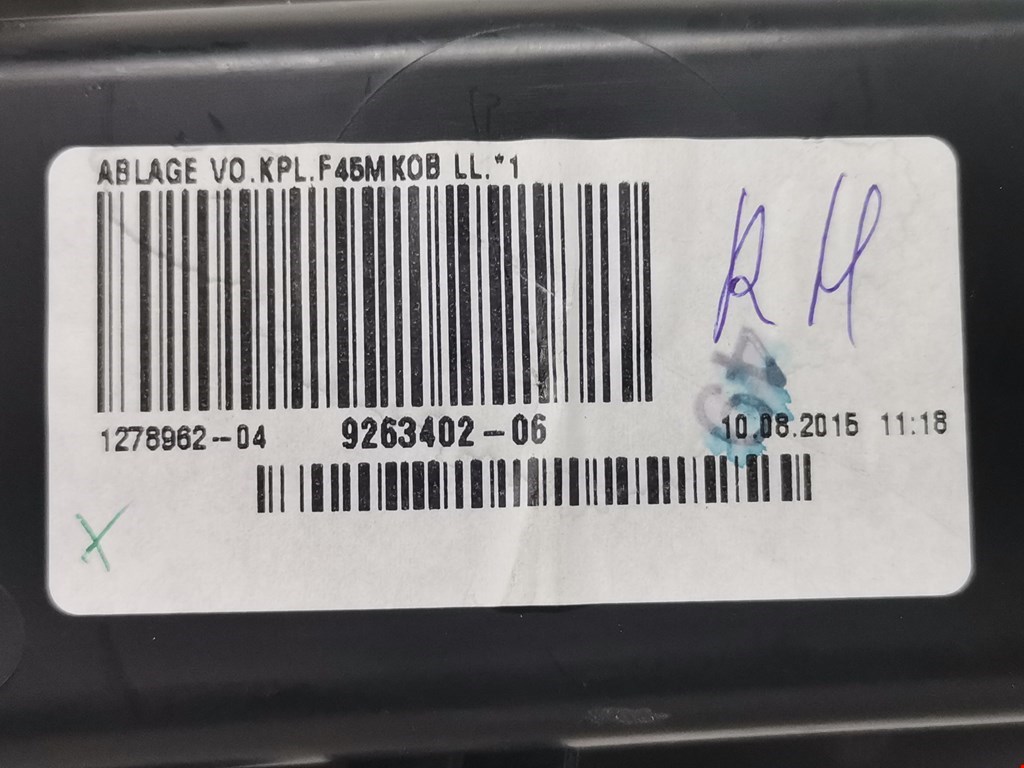 ABLAGE VO.KPL.F45M KOB LL.*1
1278962--04 9263402-06 10.08.2015 11:18
X